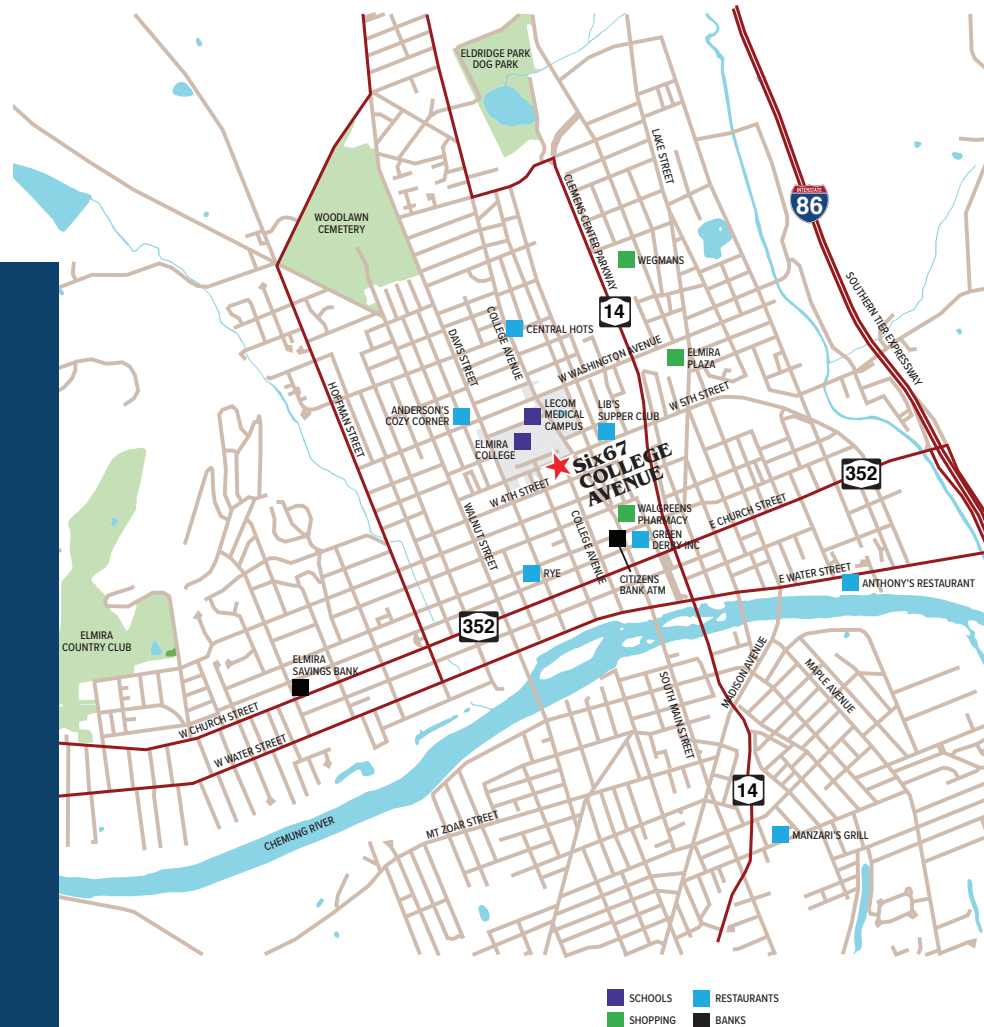 ELDRIDGE PARK
DOG PARK
LAKE STREET
WOODLAWN
CEMETERY
CLEMENS CENTER PARKWAY
INTERSTATE
86
WEGMANS
SOUTHERN TIER EXPRESSWAY
14
COLLEGE AVENUE
CENTRAL HOTS
DAVIS STREET
W WASHINGTON AVENUE
ELMIRA
PLAZA
HOFFMAN STREET
W 5TH STREET
ANDERSON'S
COZY CORNER
LECOM
MEDICAL
CAMPUS
LIB'S
SUPPER CLUB
ELMIRA
COLLEGE
Six67
COLLEGE
AVENUE
352
W 4TH STREET
WALNUT STREET
COLLEGE AVENUE
WALGREENS
PHARMACY
E CHURCH STREET
GREEN
DERBY INC
RYE
CITIZENS
BANK ATM
E WATER STREET
ANTHONY'S RESTAURANT
352
ELMIRA
COUNTRY CLUB
ELMIRA
SAVINGS BANK
MADISON AVENUE
MAPLE AVENUE
SOUTH MAIN STREET
W CHURCH STREET
W WATER STREET
14
CHEMUNG RIVER
MT ZOAR STREET
MANZARI'S GRILL
SCHOOLS
RESTAURANTS
SHOPPING
BANKS